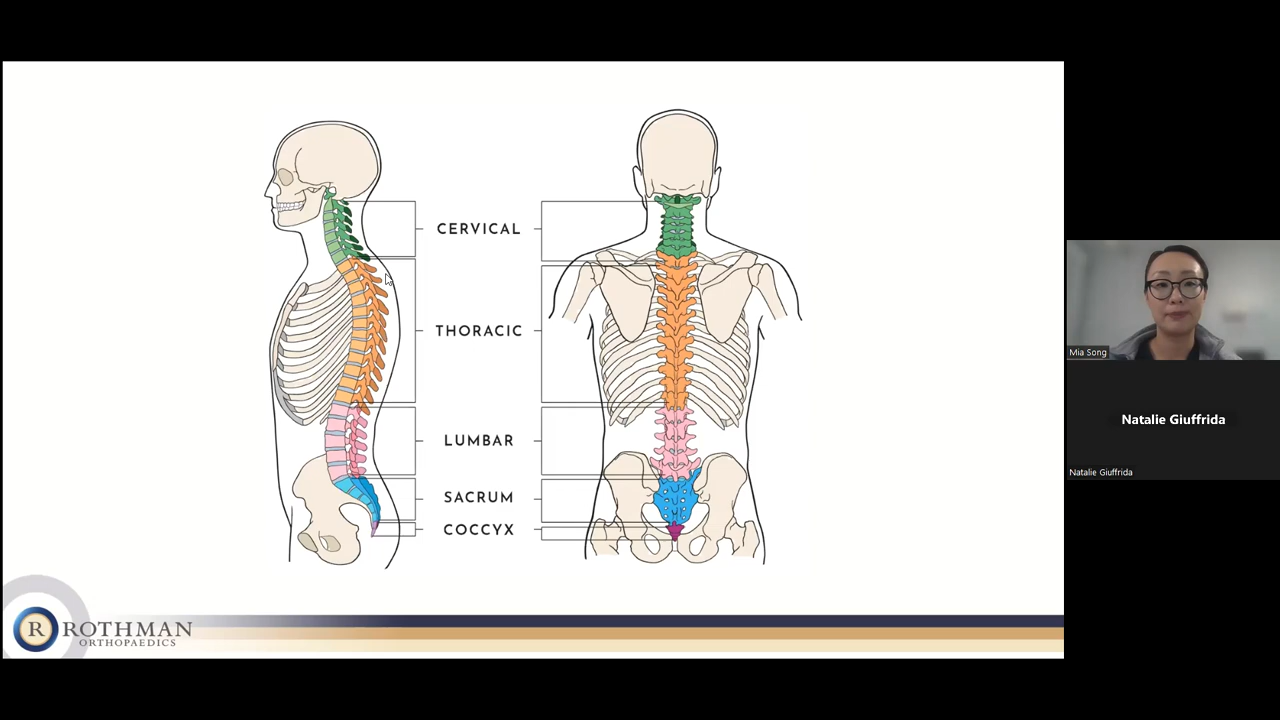 CERVICAL
THORACIC
LUMBAR
SACRUM
COCCYX
R ROTHMAN
ORTHOPAEDICS
Mia Song
Natalie Giuffrida
Natalie Giuffrida